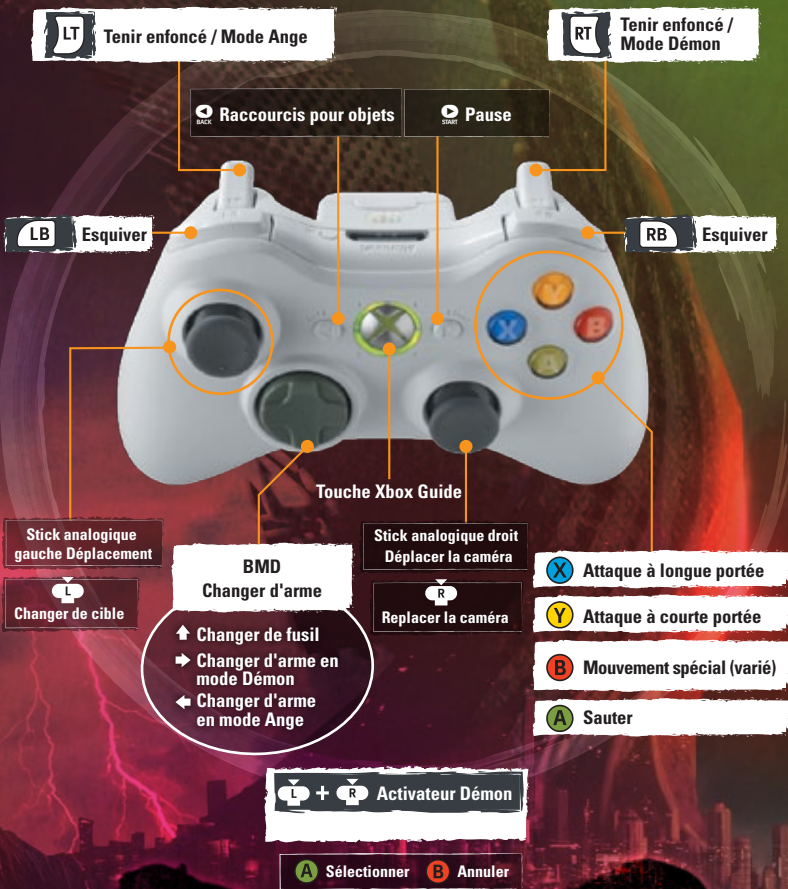 LT Tenir enfoncé / Mode Ange
RT Tenir enfoncé /
Mode Démon
BACK Raccourcis pour objets
START Pause
LB Esquiver
RB Esquiver
Y
X B
A
Touche Xbox Guide
Stick analogique
gauche Déplacement
L
Changer de cible
BMD
Changer d'arme
Changer de fusil
Changer d'arme en
mode Démon
Changer d'arme
en mode Ange
Stick analogique droit
Déplacer la caméra
R
Replacer la caméra
X Attaque à longue portée
Y Attaque à courte portée
B Mouvement spécial (varié)
A Sauter
L + R Activateur Démon
A Sélectionner B Annuler